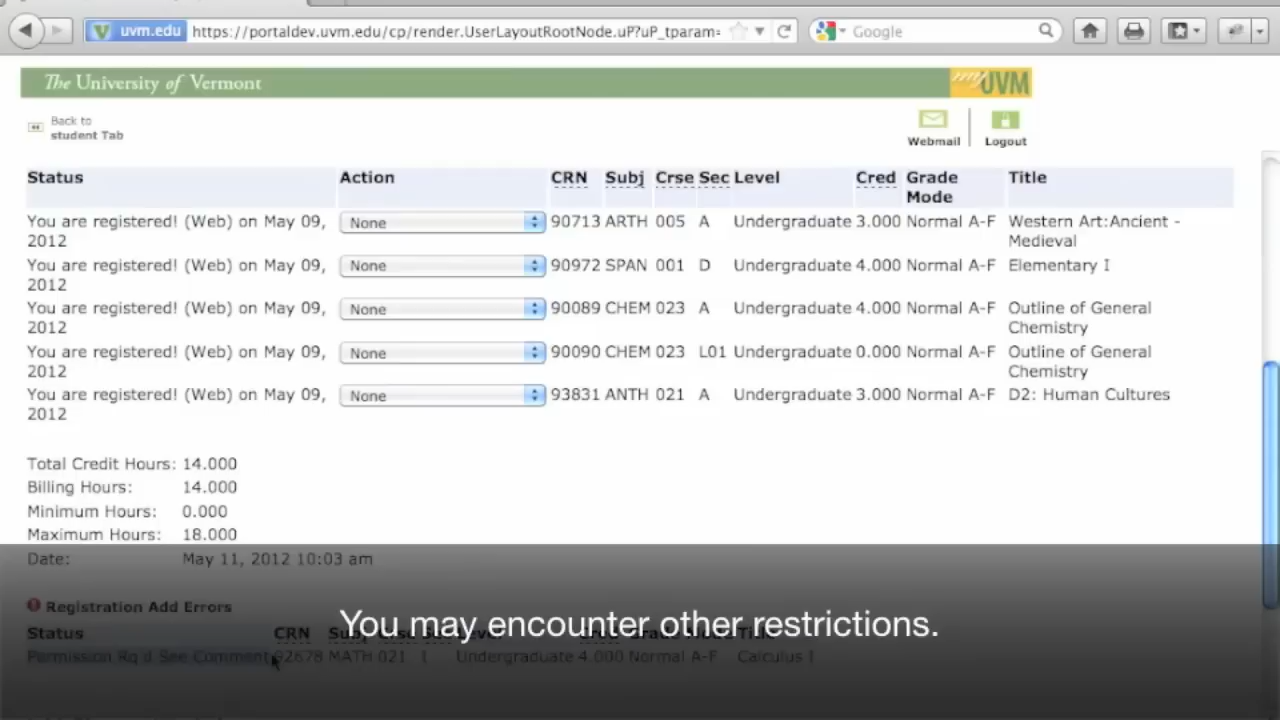 uvm.edu https://portaldev.uvm.edu/cp/render.UserLayoutRootNode.uP?uP_tparam= Google
The University of Vermont
myUVM
Back to
student Tab
Webmail Logout
Status Action CRN Subj Crse Sec Level Cred Grade Mode Title
You are registered! (Web) on May 09, 2012 None 90713 ARTH 005 A Undergraduate 3.000 Normal A-F Western Art:Ancient - Medieval
You are registered! (Web) on May 09, 2012 None 90972 SPAN 001 D Undergraduate 4.000 Normal A-F Elementary I
You are registered! (Web) on May 09, 2012 None 90089 CHEM 023 A Undergraduate 4.000 Normal A-F Outline of General Chemistry
You are registered! (Web) on May 09, 2012 None 90090 CHEM 023 L01 Undergraduate 0.000 Normal A-F Outline of General Chemistry
You are registered! (Web) on May 09, 2012 None 93831 ANTH 021 A Undergraduate 3.000 Normal A-F D2: Human Cultures
Total Credit Hours: 14.000
Billing Hours: 14.000
Minimum Hours: 0.000
Maximum Hours: 18.000
Date: May 11, 2012 10:03 am
Registration Add Errors
You may encounter other restrictions.
Status CRN
Permission Rq'd See Comment 92678 MATH 021 Undergraduate 4.000 Normal A-F Calculus I